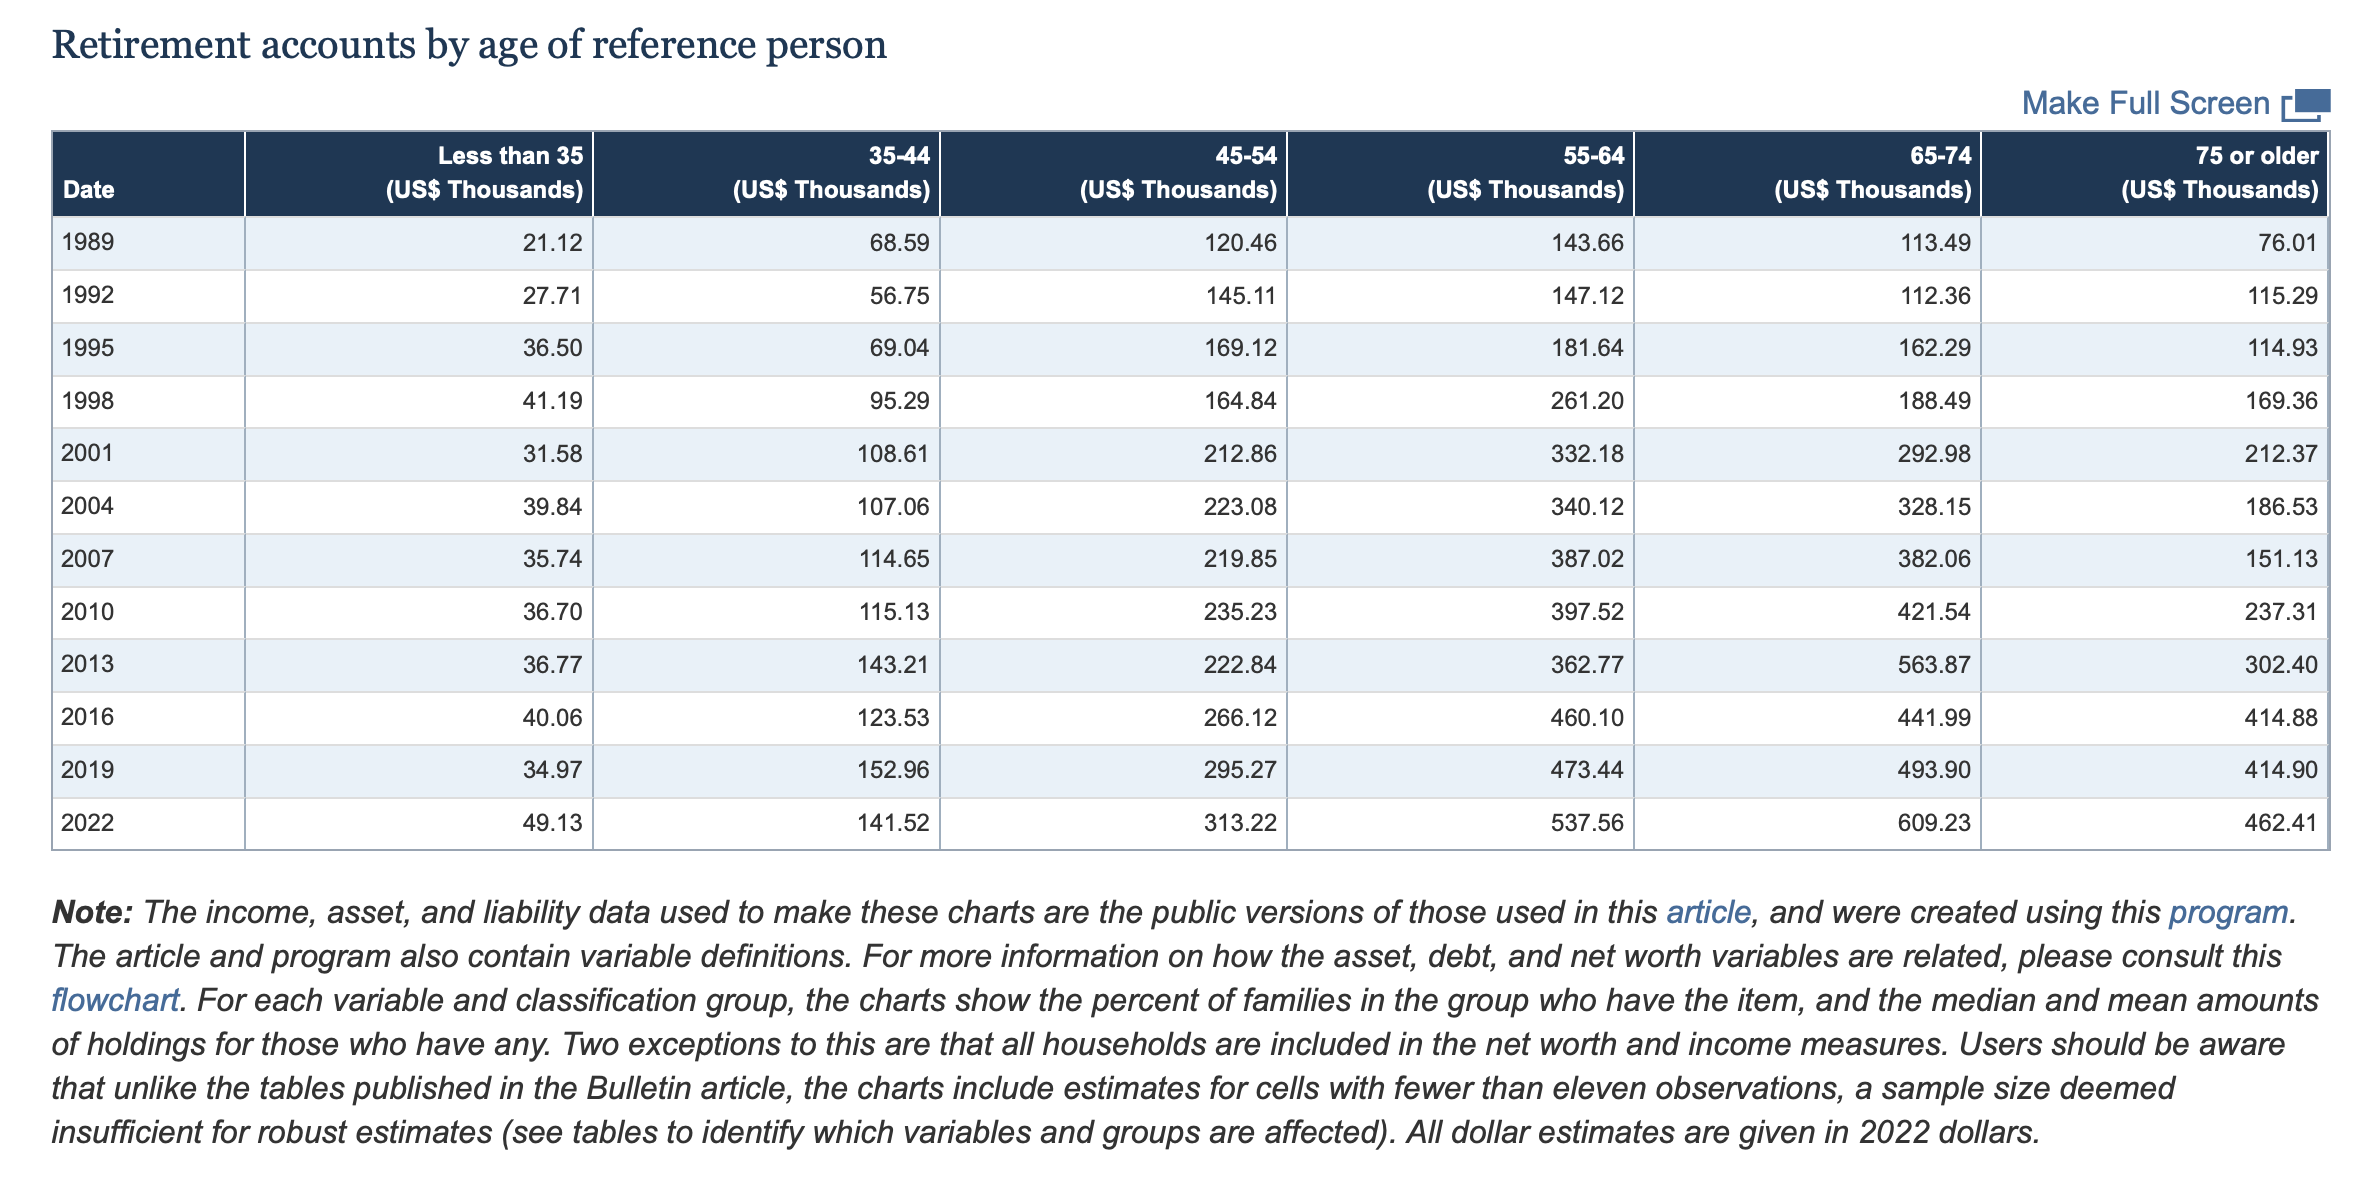 Retirement accounts by age of reference person
Make Full Screen
Date Less than 35 (US$ Thousands) 35-44 (US$ Thousands) 45-54 (US$ Thousands) 55-64 (US$ Thousands) 65-74 (US$ Thousands) 75 or older (US$ Thousands)
1989 21.12 68.59 120.46 143.66 113.49 76.01
1992 27.71 56.75 145.11 147.12 112.36 115.29
1995 36.50 69.04 169.12 181.64 162.29 114.93
1998 41.19 95.29 164.84 261.20 188.49 169.36
2001 31.58 108.61 212.86 332.18 292.98 212.37
2004 39.84 107.06 223.08 340.12 328.15 186.53
2007 35.74 114.65 219.85 387.02 382.06 151.13
2010 36.70 115.13 235.23 397.52 421.54 237.31
2013 36.77 143.21 222.84 362.77 563.87 302.40
2016 40.06 123.53 266.12 460.10 441.99 414.88
2019 34.97 152.96 295.27 473.44 493.90 414.90
2022 49.13 141.52 313.22 537.56 609.23 462.41
Note: The income, asset, and liability data used to make these charts are the public versions of those used in this article, and were created using this program.
The article and program also contain variable definitions. For more information on how the asset, debt, and net worth variables are related, please consult this
flowchart. For each variable and classification group, the charts show the percent of families in the group who have the item, and the median and mean amounts
of holdings for those who have any. Two exceptions to this are that all households are included in the net worth and income measures. Users should be aware
that unlike the tables published in the Bulletin article, the charts include estimates for cells with fewer than eleven observations, a sample size deemed
insufficient for robust estimates (see tables to identify which variables and groups are affected). All dollar estimates are given in 2022 dollars.